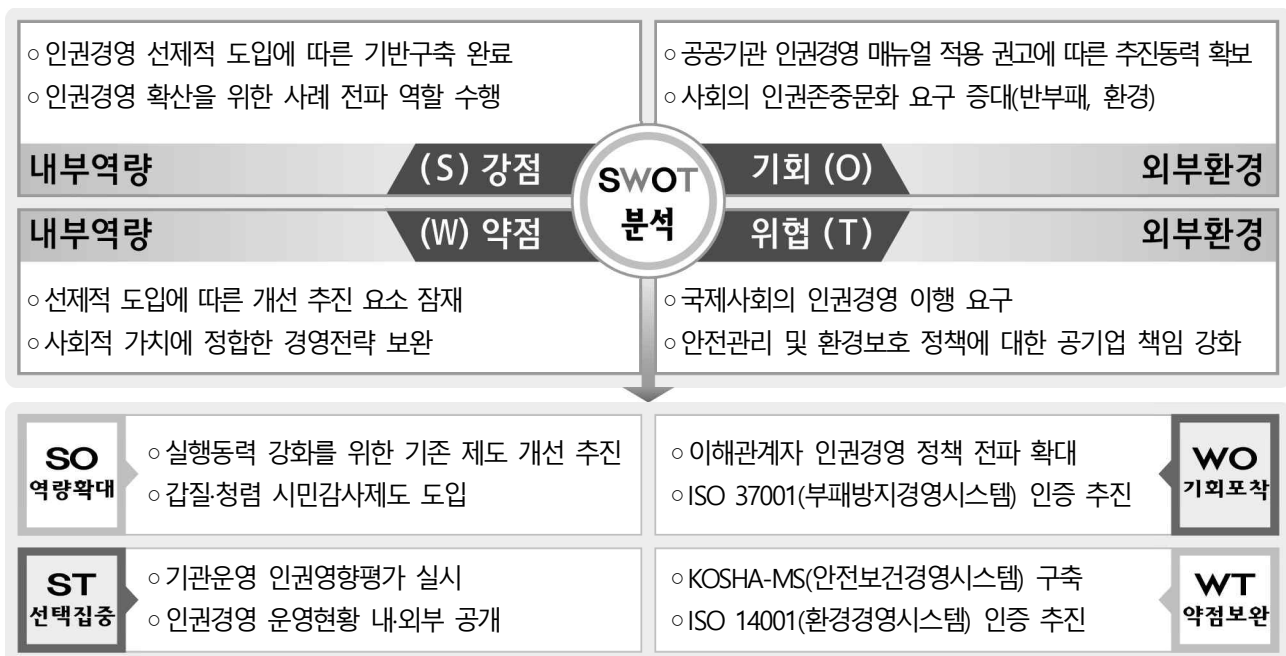 ◦ 인권경영 선제적 도입에 따른 기반구축 완료
◦ 인권경영 확산을 위한 사례 전파 역할 수행
내부역량
(S) 강점
◦ 공공기관 인권경영 매뉴얼 적용 권고에 따른 추진동력 확보
◦ 사회의 인권존중문화 요구 증대(반부패, 환경)
기회 (O)
외부환경
SWOT
분석
내부역량
(W) 약점
◦ 선제적 도입에 따른 개선 추진 요소 잠재
◦ 사회적 가치에 정합한 경영전략 보완
위협 (T)
외부환경
◦ 국제사회의 인권경영 이행 요구
◦ 안전관리 및 환경보호 정책에 대한 공기업 책임 강화
SO
역량확대
◦ 실행동력 강화를 위한 기존 제도 개선 추진
◦ 갑질·청렴 시민감사제도 도입
◦ 이해관계자 인권경영 정책 전파 확대
◦ ISO 37001(부패방지경영시스템) 인증 추진
WO
기회포착
ST
선택집중
◦ 기관운영 인권영향평가 실시
◦ 인권경영 운영현황 내·외부 공개
◦ KOSHA-MS(안전보건경영시스템) 구축
◦ ISO 14001(환경경영시스템) 인증 추진
WT
약점보완